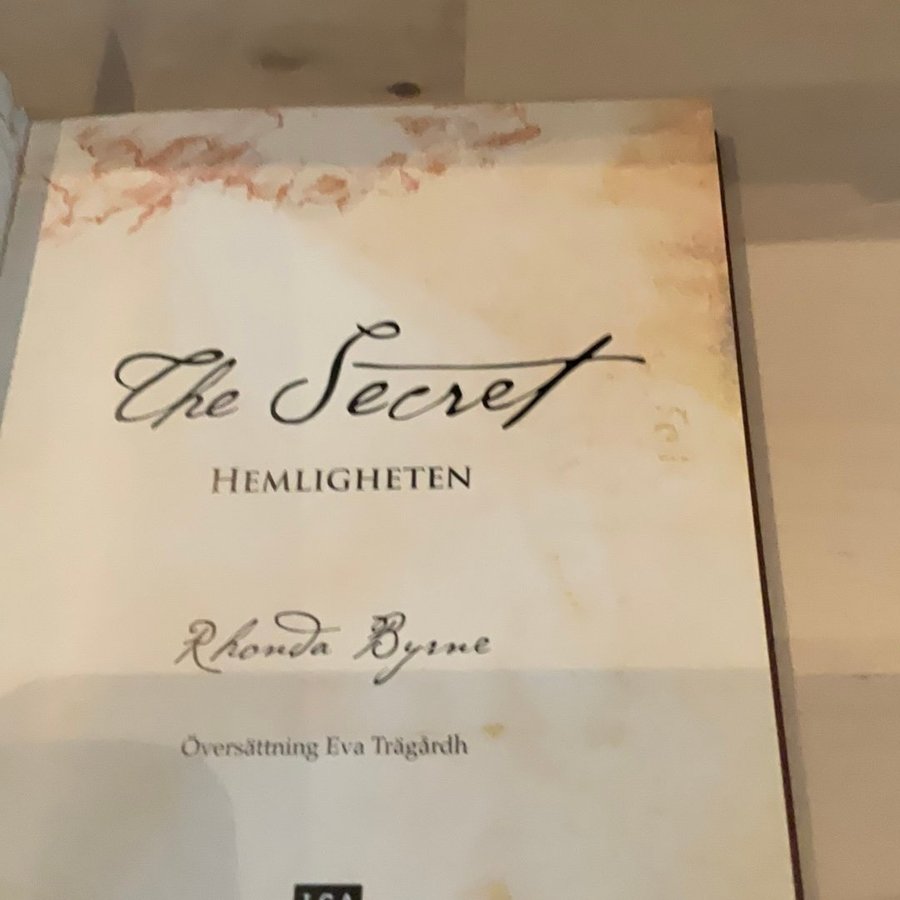 The Secret
HEMLIGHETEN
Rhonda Byrne
Översättning Eva Trägårdh